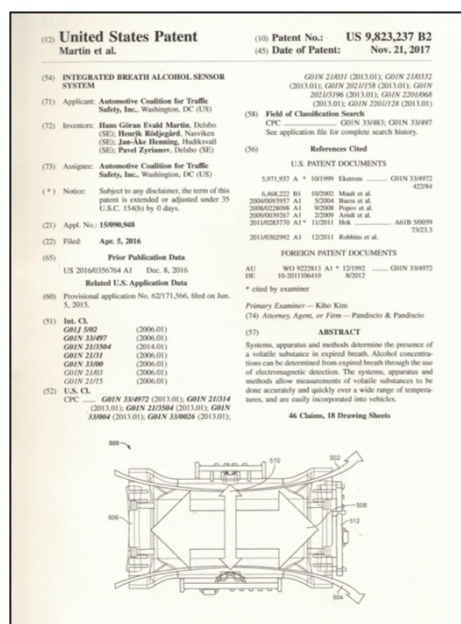 (12) United States Patent
Martin et al.
(10) Patent No.: US 9,823,237 B2
(45) Date of Patent: Nov. 21, 2017
(54) INTEGRATED BREATH ALCOHOL SENSOR
SYSTEM
(71) Applicant: Automotive Coalition for Traffic
Safety, Inc., Washington, DC (US)
(72) Inventors: Hans Göran Evald Martin, Delsbo
(SE); Henrik Rödjegård, Nasviken
(SE); Jan-Åke Henning, Hudiksvall
(SE); Pavel Zyrianov, Delsbo (SE)
(73) Assignee: Automotive Coalition for Traffic
Safety, Inc., Washington, DC (US)
( * ) Notice: Subject to any disclaimer, the term of this
patent is extended or adjusted under 35
U.S.C. 154(b) by 0 days.
(21) Appl. No.: 15/090,948
(22) Filed: Apr. 5, 2016
(65) Prior Publication Data
US 2016/0356764 A1 Dec. 8, 2016
Related U.S. Application Data
(60) Provisional application No. 62/171,566, filed on Jun.
5, 2015.
(51) Int. Cl.
G01J 5/02 (2006.01)
G01N 33/497 (2006.01)
G01N 21/3504 (2014.01)
G01N 21/31 (2006.01)
G01N 33/00 (2006.01)
G01N 21/03 (2006.01)
G01N 21/15 (2006.01)
(52) U.S. Cl.
CPC ...... G01N 33/4972 (2013.01); G01N 21/314
(2013.01); G01N 21/3504 (2013.01); G01N
33/004 (2013.01); G01N 33/0026 (2013.01);
G01N 21/031 (2013.01); G01N 21/0332
(2013.01); G01N 2021/158 (2013.01); G01N
2021/3196 (2013.01); G01N 2201/068
(2013.01); G01N 2201/128 (2013.01)
(58) Field of Classification Search
CPC ................ G01N 33/483; G01N 33/497
See application file for complete search history.
(56) References Cited
U.S. PATENT DOCUMENTS
5,971,937 A * 10/1999 Ekstrom ........ G01N 33/4972
422/84
6,468,222 B1 10/2002 Mault et al.
2004/0093957 A1 5/2004 Buess et al.
2008/0228098 A1 9/2008 Popov et al.
2009/0039267 A1 2/2009 Arndt et al.
2011/0283770 A1 * 11/2011 Hok ........ A61B 5/0059
73/23.3
2011/0302992 A1 12/2011 Robbins et al.
FOREIGN PATENT DOCUMENTS
AU WO 9222813 A1 * 12/1992 ........ G01N 33/4972
DE 10-2011106410 8/2012
* cited by examiner
Primary Examiner — Kiho Kim
(74) Attorney, Agent, or Firm — Pandiscio & Pandiscio
(57) ABSTRACT
Systems, apparatus and methods determine the presence of
a volatile substance in expired breath. Alcohol concentra-
tions can be determined from expired breath through the use
of electromagnetic detection. The systems, apparatus and
methods allow measurements of volatile substances to be
done accurately and quickly over a wide range of tempera-
tures, and are easily incorporated into vehicles.
46 Claims, 18 Drawing Sheets
500
510
502
506
508
512
504